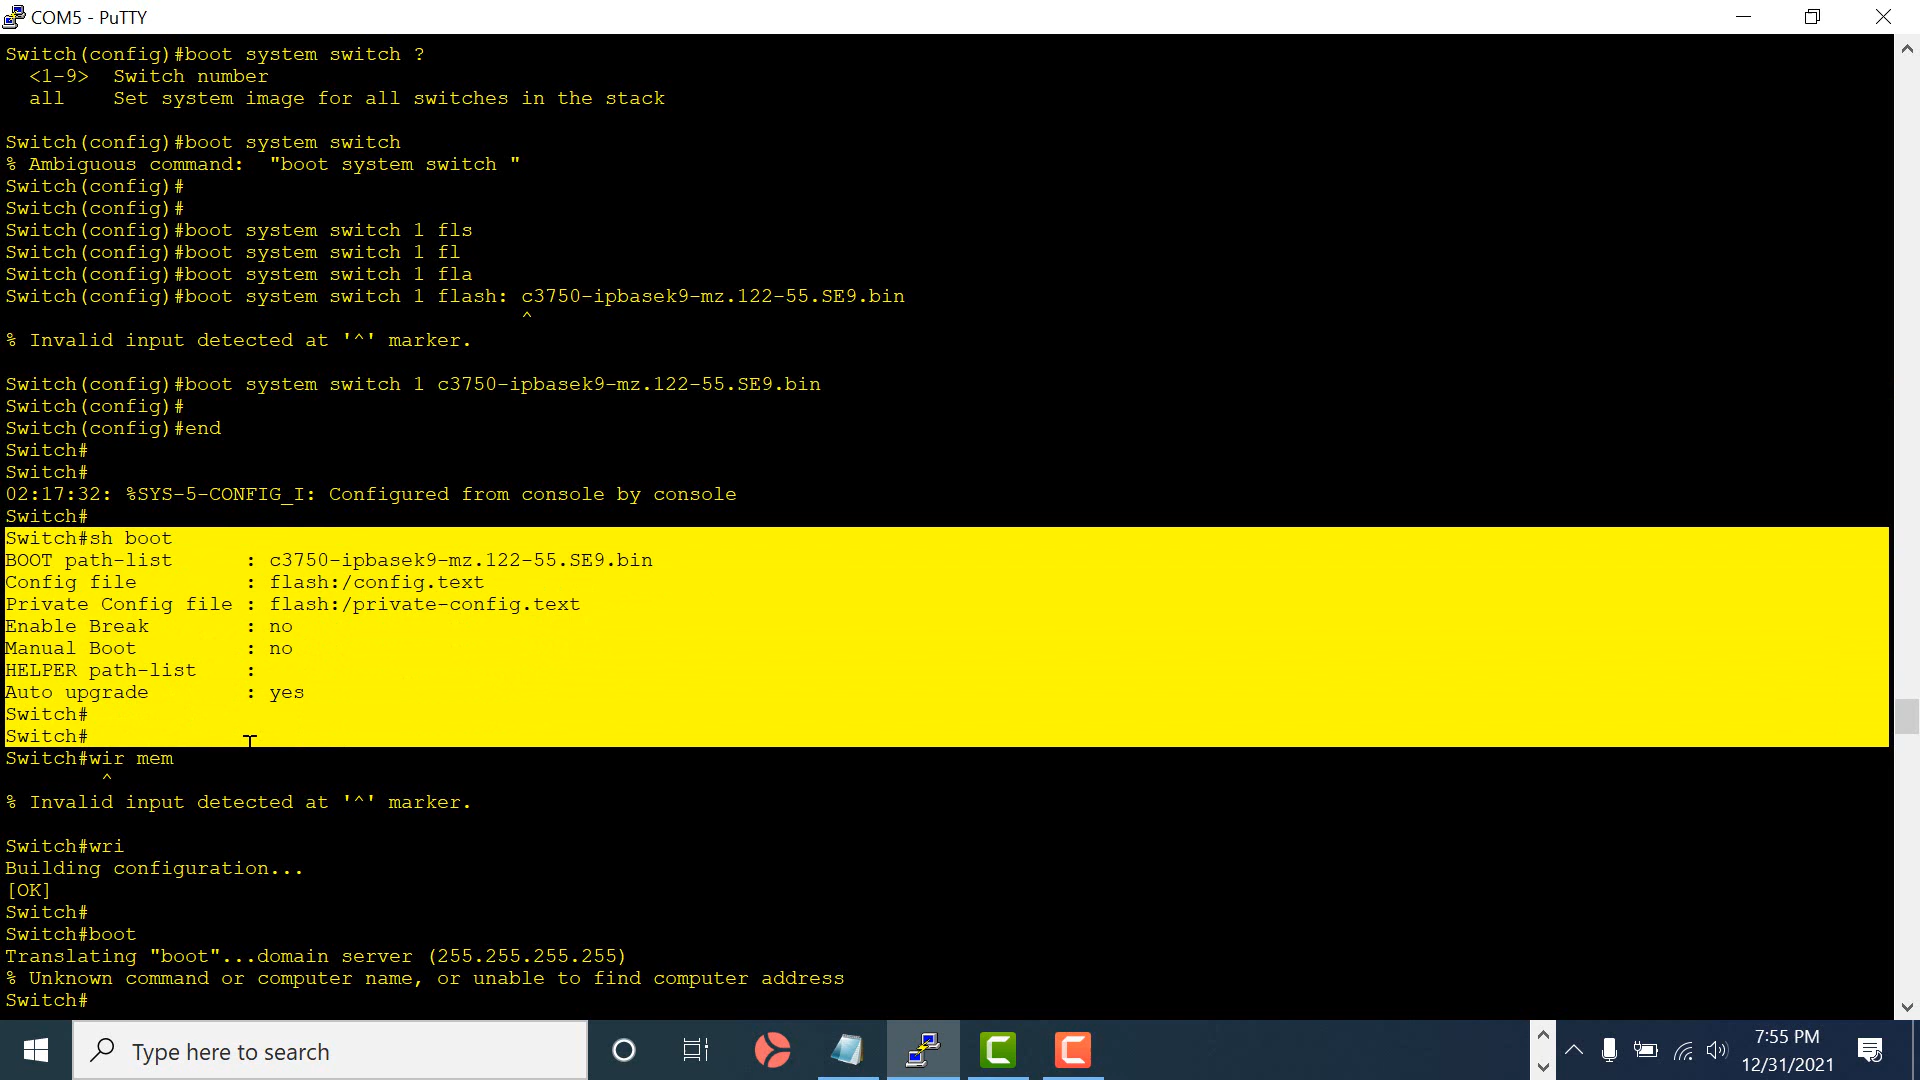 COM5 - PuTTY
Switch(config)#boot system switch ?
  <1-9>  Switch number
  all    Set system image for all switches in the stack
Switch(config)#boot system switch
% Ambiguous command:  "boot system switch "
Switch(config)#
Switch(config)#
Switch(config)#boot system switch 1 fls
Switch(config)#boot system switch 1 fl
Switch(config)#boot system switch 1 fla
Switch(config)#boot system switch 1 flash: c3750-ipbasek9-mz.122-55.SE9.bin
                                           ^
% Invalid input detected at '^' marker.
Switch(config)#boot system switch 1 c3750-ipbasek9-mz.122-55.SE9.bin
Switch(config)#
Switch(config)#end
Switch#
Switch#
02:17:32: %SYS-5-CONFIG_I: Configured from console by console
Switch#
Switch#sh boot
BOOT path-list      : c3750-ipbasek9-mz.122-55.SE9.bin
Config file         : flash:/config.text
Private Config file : flash:/private-config.text
Enable Break        : no
Manual Boot         : no
HELPER path-list    :
Auto upgrade        : yes
Switch#
Switch#
Switch#wir mem
        ^
% Invalid input detected at '^' marker.
Switch#wri
Building configuration...
[OK]
Switch#
Switch#boot
Translating "boot"...domain server (255.255.255.255)
% Unknown command or computer name, or unable to find computer address
Switch#
Type here to search
7:55 PM
12/31/2021